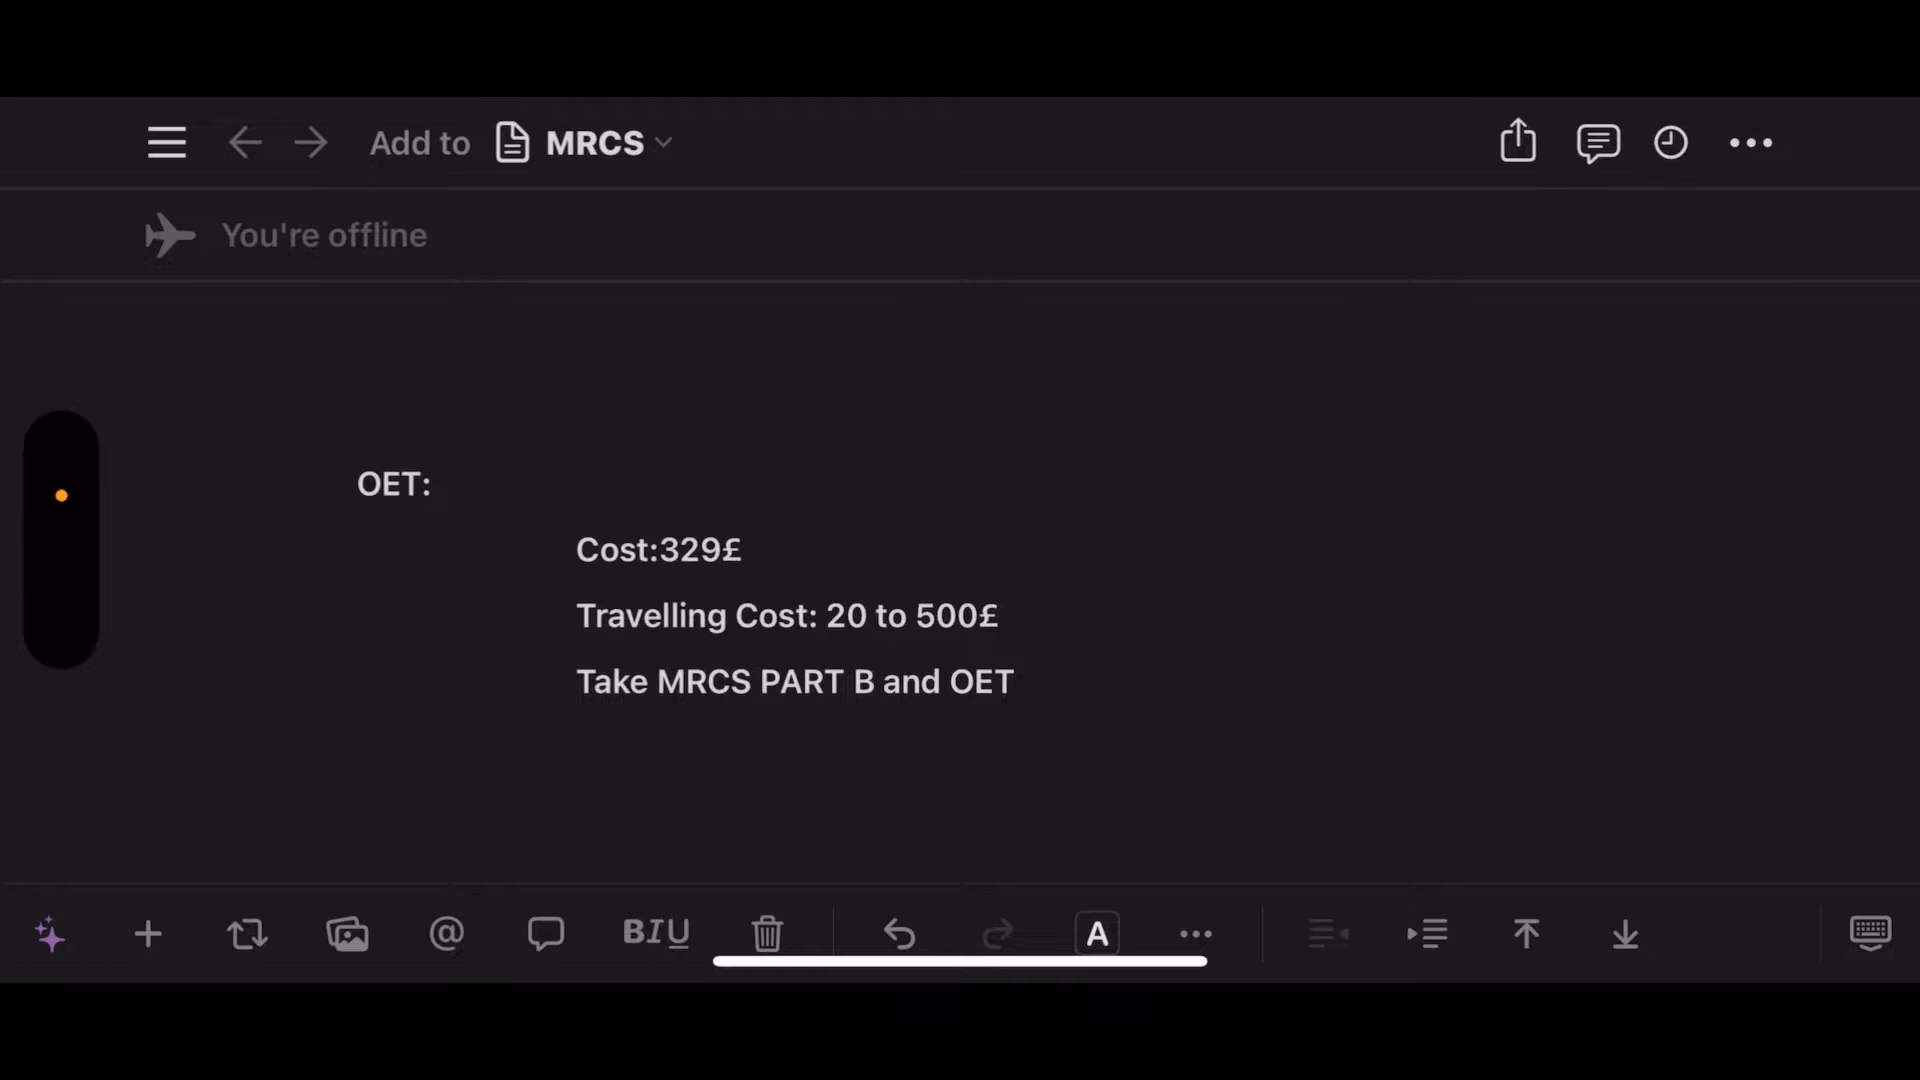 Add to MRCS
You're offline
OET:
Cost:329£
Travelling Cost: 20 to 500£
Take MRCS PART B and OET
@ BIU A